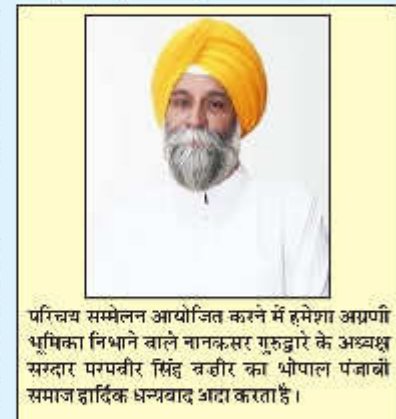 परिचय सम्मेलन आयोजित करने में हमेशा अग्रणी
भूमिका निभाने वाले नानकसर गुरुद्वारे के अध्यक्ष
सरदार परमवीर सिंह वजीर का भोपाल पंजाबी
समाज हार्दिक धन्यवाद अदा करता है।